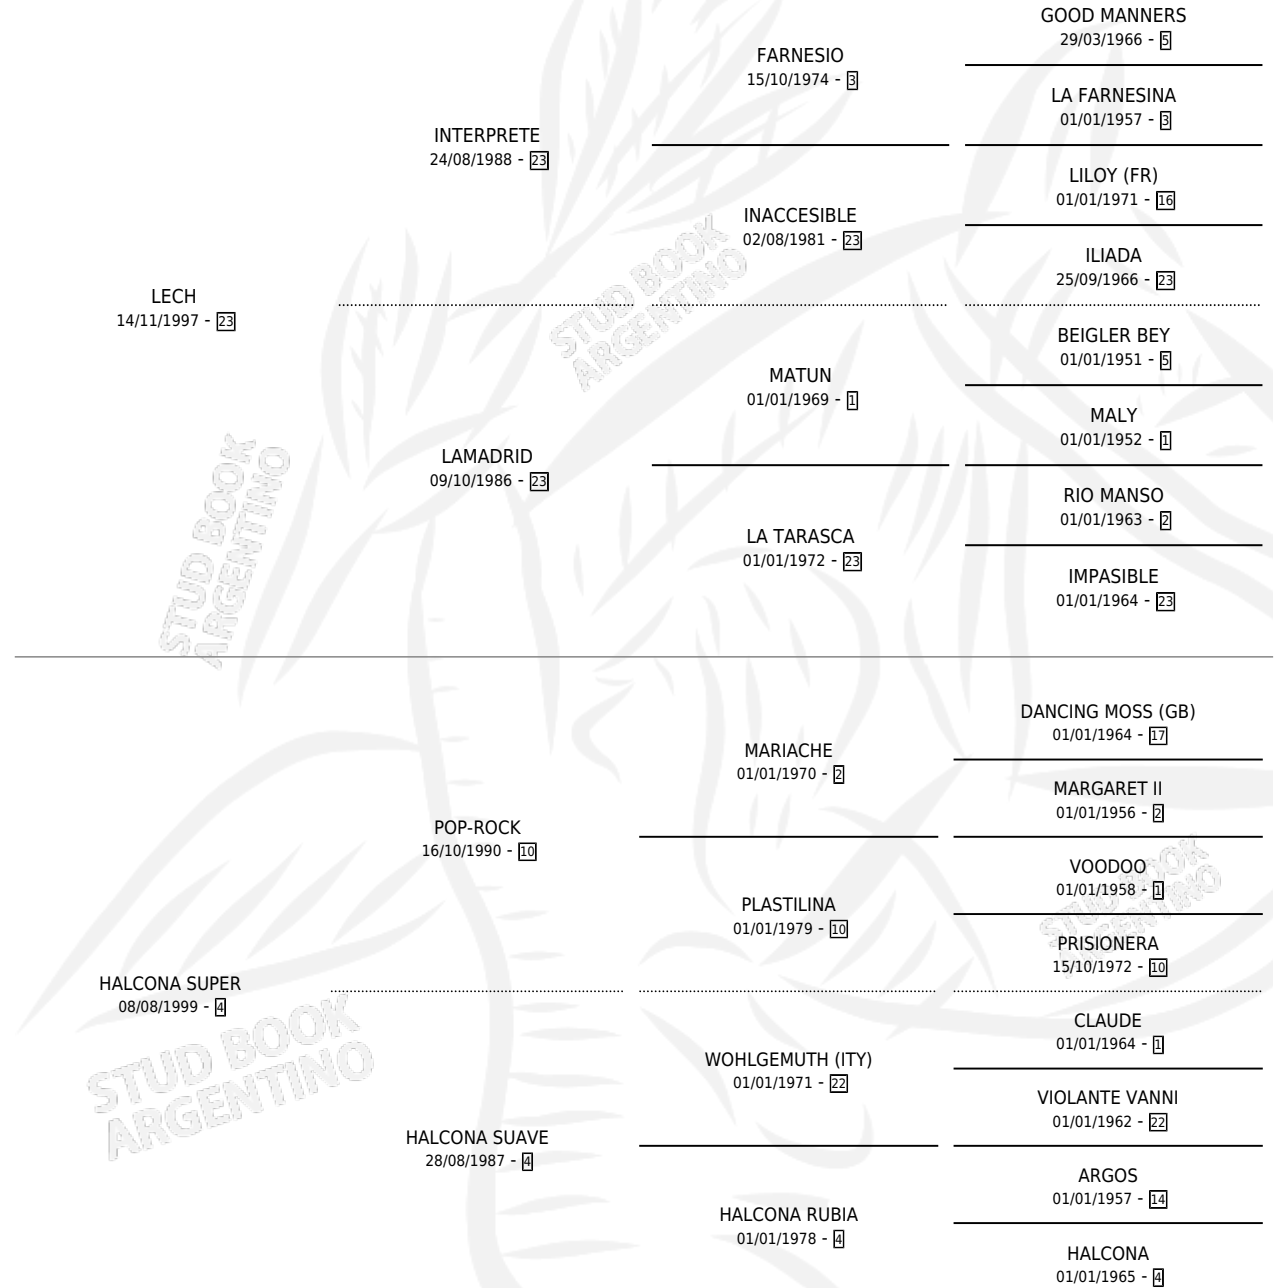 GOOD MANNERS
29/03/1966 - 5
FARNESIO
15/10/1974 - 3
LA FARNESINA
01/01/1957 - 3
INTERPRETE
24/08/1988 - 23
LILOY (FR)
01/01/1971 - 16
INACCESIBLE
02/08/1981 - 23
ILIADA
25/09/1966 - 23
LECH
14/11/1997 - 23
BEIGLER BEY
01/01/1951 - 5
MATUN
01/01/1969 - 1
MALY
01/01/1952 - 1
LAMADRID
09/10/1986 - 23
RIO MANSO
01/01/1963 - 2
LA TARASCA
01/01/1972 - 23
IMPASIBLE
01/01/1964 - 23
STUD BOOK
ARGENTINO
STUD BOOK
ARGENTINO
DANCING MOSS (GB)
01/01/1964 - 17
MARIACHE
01/01/1970 - 2
MARGARET II
01/01/1956 - 2
POP-ROCK
16/10/1990 - 10
VOODOO
01/01/1958 - 1
PLASTILINA
01/01/1979 - 10
PRISIONERA
15/10/1972 - 10
HALCONA SUPER
08/08/1999 - 4
CLAUDE
01/01/1964 - 1
WOHLGEMUTH (ITY)
01/01/1971 - 22
VIOLANTE VANNI
01/01/1962 - 22
HALCONA SUAVE
28/08/1987 - 4
ARGOS
01/01/1957 - 14
HALCONA RUBIA
01/01/1978 - 4
HALCONA
01/01/1965 - 4
STUD BOOK
ARGENTINO
STUD BOOK
ARGENTINO